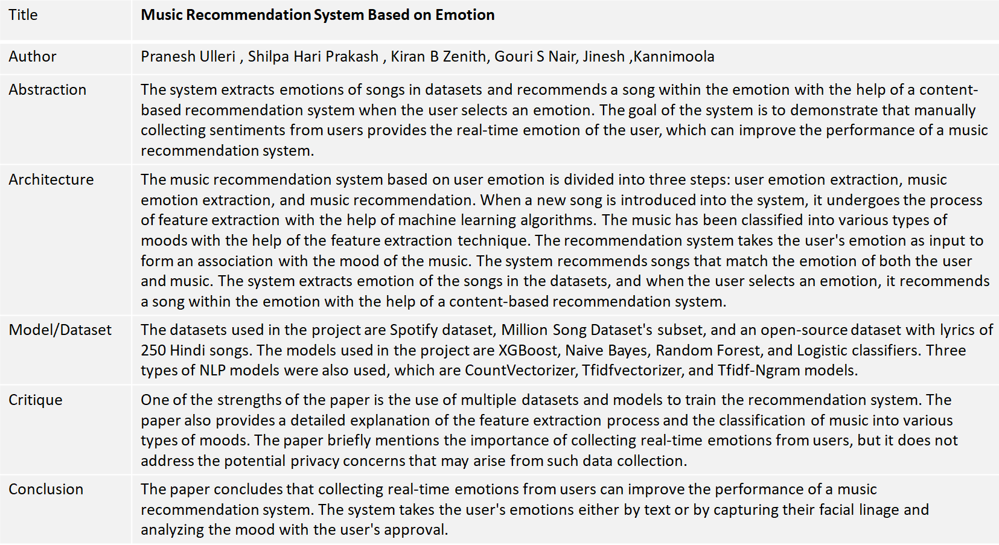 Title
Music Recommendation System Based on Emotion
Author
Pranesh Ulleri , Shilpa Hari Prakash , Kiran B Zenith, Gouri S Nair, Jinesh ,Kannimoola
Abstraction
The system extracts emotions of songs in datasets and recommends a song within the emotion with the help of a content-
based recommendation system when the user selects an emotion. The goal of the system is to demonstrate that manually
collecting sentiments from users provides the real-time emotion of the user, which can improve the performance of a music
recommendation system.
Architecture
The music recommendation system based on user emotion is divided into three steps: user emotion extraction, music
emotion extraction, and music recommendation. When a new song is introduced into the system, it undergoes the process
of feature extraction with the help of machine learning algorithms. The music has been classified into various types of
moods with the help of the feature extraction technique. The recommendation system takes the user's emotion as input to
form an association with the mood of the music. The system recommends songs that match the emotion of both the user
and music. The system extracts emotion of the songs in the datasets, and when the user selects an emotion, it recommends
a song within the emotion with the help of a content-based recommendation system.
Model/Dataset
The datasets used in the project are Spotify dataset, Million Song Dataset's subset, and an open-source dataset with lyrics of
250 Hindi songs. The models used in the project are XGBoost, Naive Bayes, Random Forest, and Logistic classifiers. Three
types of NLP models were also used, which are CountVectorizer, Tfidfvectorizer, and Tfidf-Ngram models.
Critique
One of the strengths of the paper is the use of multiple datasets and models to train the recommendation system. The
paper also provides a detailed explanation of the feature extraction process and the classification of music into various
types of moods. The paper briefly mentions the importance of collecting real-time emotions from users, but it does not
address the potential privacy concerns that may arise from such data collection.
Conclusion
The paper concludes that collecting real-time emotions from users can improve the performance of a music
recommendation system. The system takes the user's emotions either by text or by capturing their facial linage and
analyzing the mood with the user's approval.